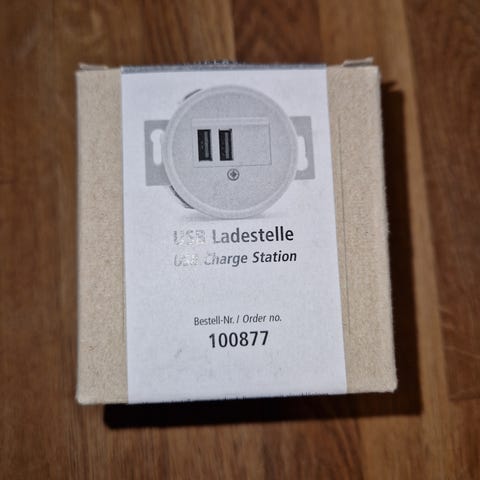 USB Ladestelle
USB Charge Station
Bestell-Nr. / Order no.
100877